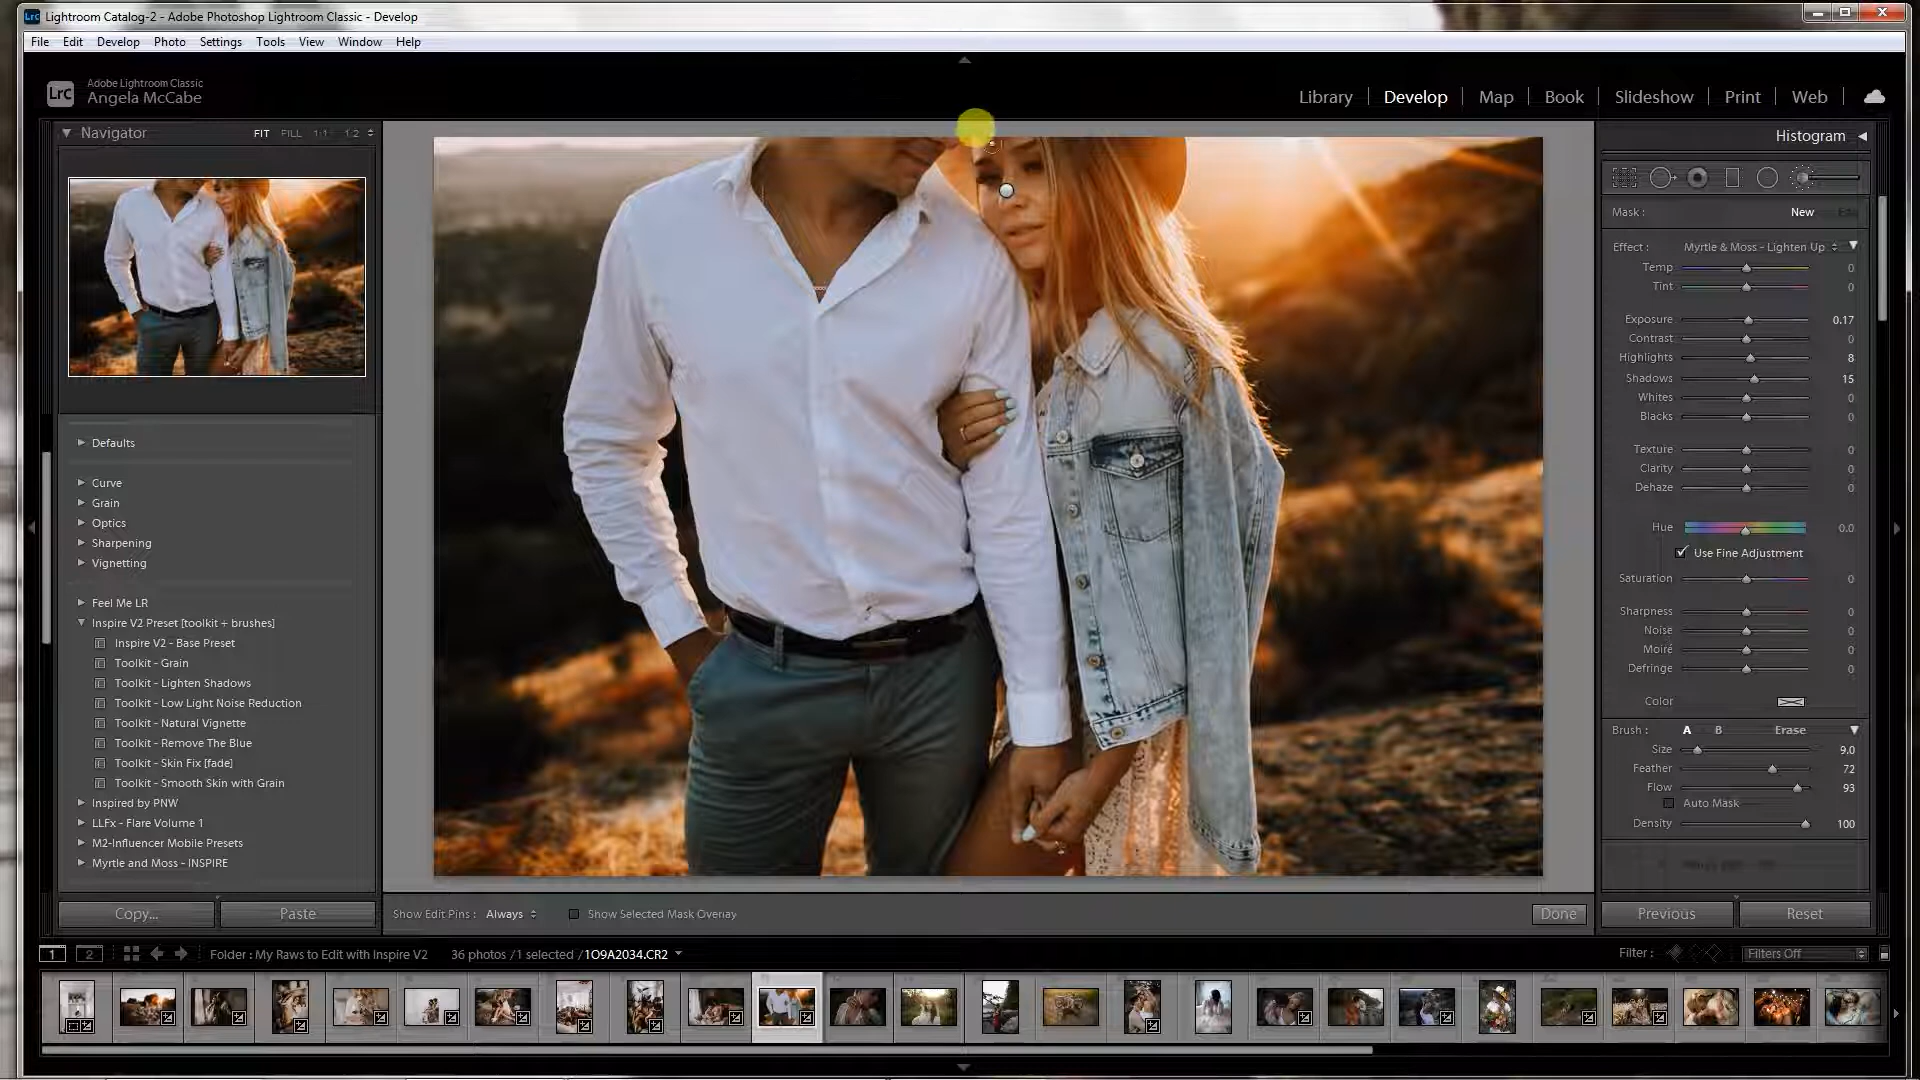 Lightroom Catalog-2 - Adobe Photoshop Lightroom Classic - Develop
File Edit Develop Photo Settings Tools View Window Help
Lrc
Adobe Lightroom Classic
Angela McCabe
Library Develop Map Book Slideshow Print Web
Navigator FIT FILL 1:1 1:2
Defaults
Curve
Grain
Optics
Sharpening
Vignetting
Feel Me LR
Inspire V2 Preset [toolkit + brushes]
Inspire V2 - Base Preset
Toolkit - Grain
Toolkit - Lighten Shadows
Toolkit - Low Light Noise Reduction
Toolkit - Natural Vignette
Toolkit - Remove The Blue
Toolkit - Skin Fix [fade]
Toolkit - Smooth Skin with Grain
Inspired by PNW
LLFx - Flare Volume 1
M2-Influencer Mobile Presets
Myrtle and Moss - INSPIRE
Copy... Paste
Show Edit Pins : Always Show Selected Mask Overlay Done
Histogram
Mask : New
Effect : Myrtle & Moss - Lighten Up
Temp 0
Tint 0
Exposure 0.17
Contrast 0
Highlights 8
Shadows 15
Whites 0
Blacks 0
Texture 0
Clarity 0
Dehaze 0
Hue 0.0
Use Fine Adjustment
Saturation 0
Sharpness 0
Noise 0
Moiré 0
Defringe 0
Color
Brush : A B Erase
Size 9.0
Feather 72
Flow 93
Auto Mask
Density 100
Previous Reset
1 2 Folder : My Raws to Edit with Inspire V2 36 photos /1 selected /1O9A2034.CR2 Filter : Filters Off